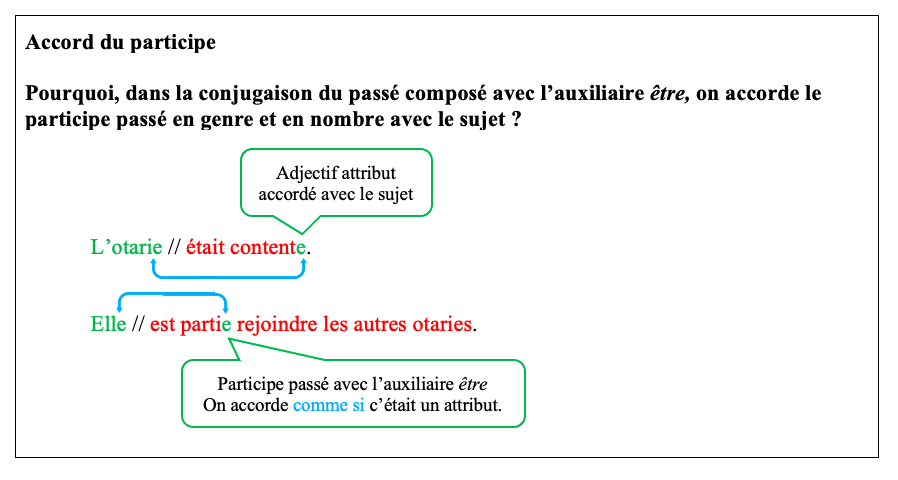 Accord du participe
Pourquoi, dans la conjugaison du passé composé avec l’auxiliaire être, on accorde le
participe passé en genre et en nombre avec le sujet ?
Adjectif attribut
accordé avec le sujet
L’otarie // était contente.
Elle // est partie rejoindre les autres otaries.
Participe passé avec l’auxiliaire être
On accorde comme si c’était un attribut.